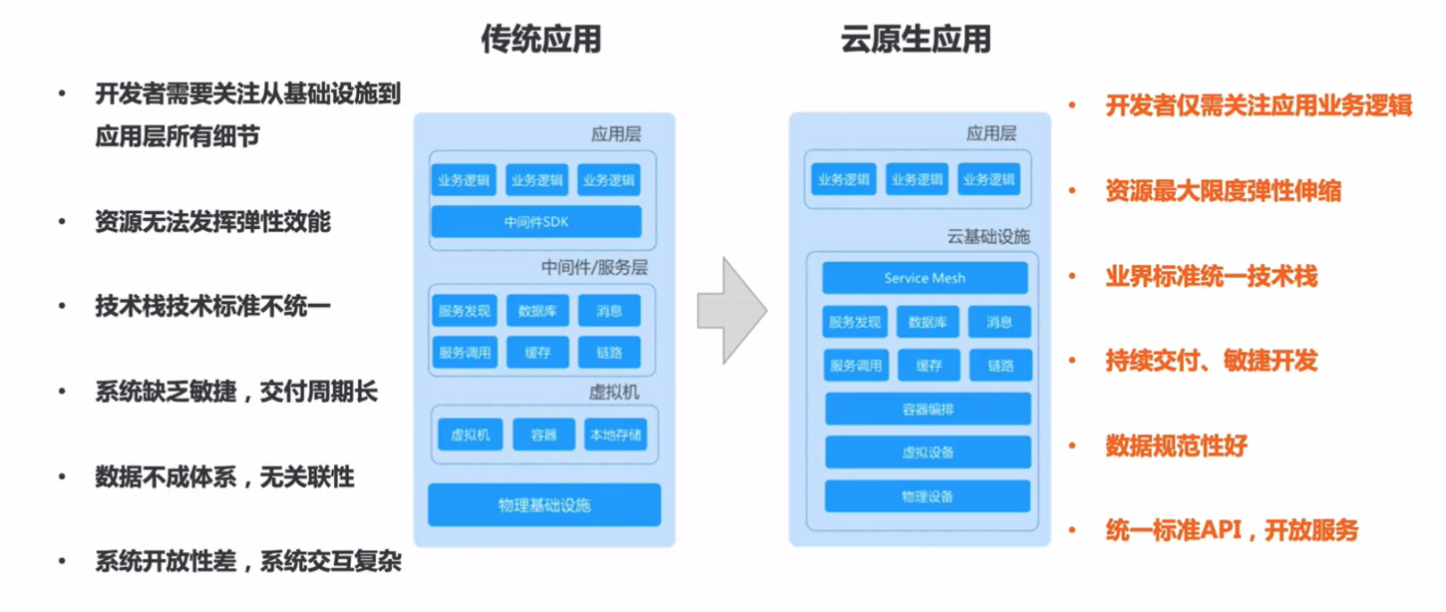 传统应用
云原生应用
• 开发者需要关注从基础设施到
应用层所有细节
• 资源无法发挥弹性效能
• 技术栈技术标准不统一
• 系统缺乏敏捷，交付周期长
• 数据不成体系，无关联性
• 系统开放性差，系统交互复杂
应用层
业务逻辑 业务逻辑 业务逻辑
中间件SDK
中间件/服务层
服务发现 数据库 消息
服务调用 缓存 链路
虚拟机
虚拟机 容器 本地存储
物理基础设施
应用层
业务逻辑 业务逻辑 业务逻辑
云基础设施
Service Mesh
服务发现 数据库 消息
服务调用 缓存 链路
容器编排
虚拟设备
物理设备
• 开发者仅需关注应用业务逻辑
• 资源最大限度弹性伸缩
• 业界标准统一技术栈
• 持续交付、敏捷开发
• 数据规范性好
• 统一标准API，开放服务